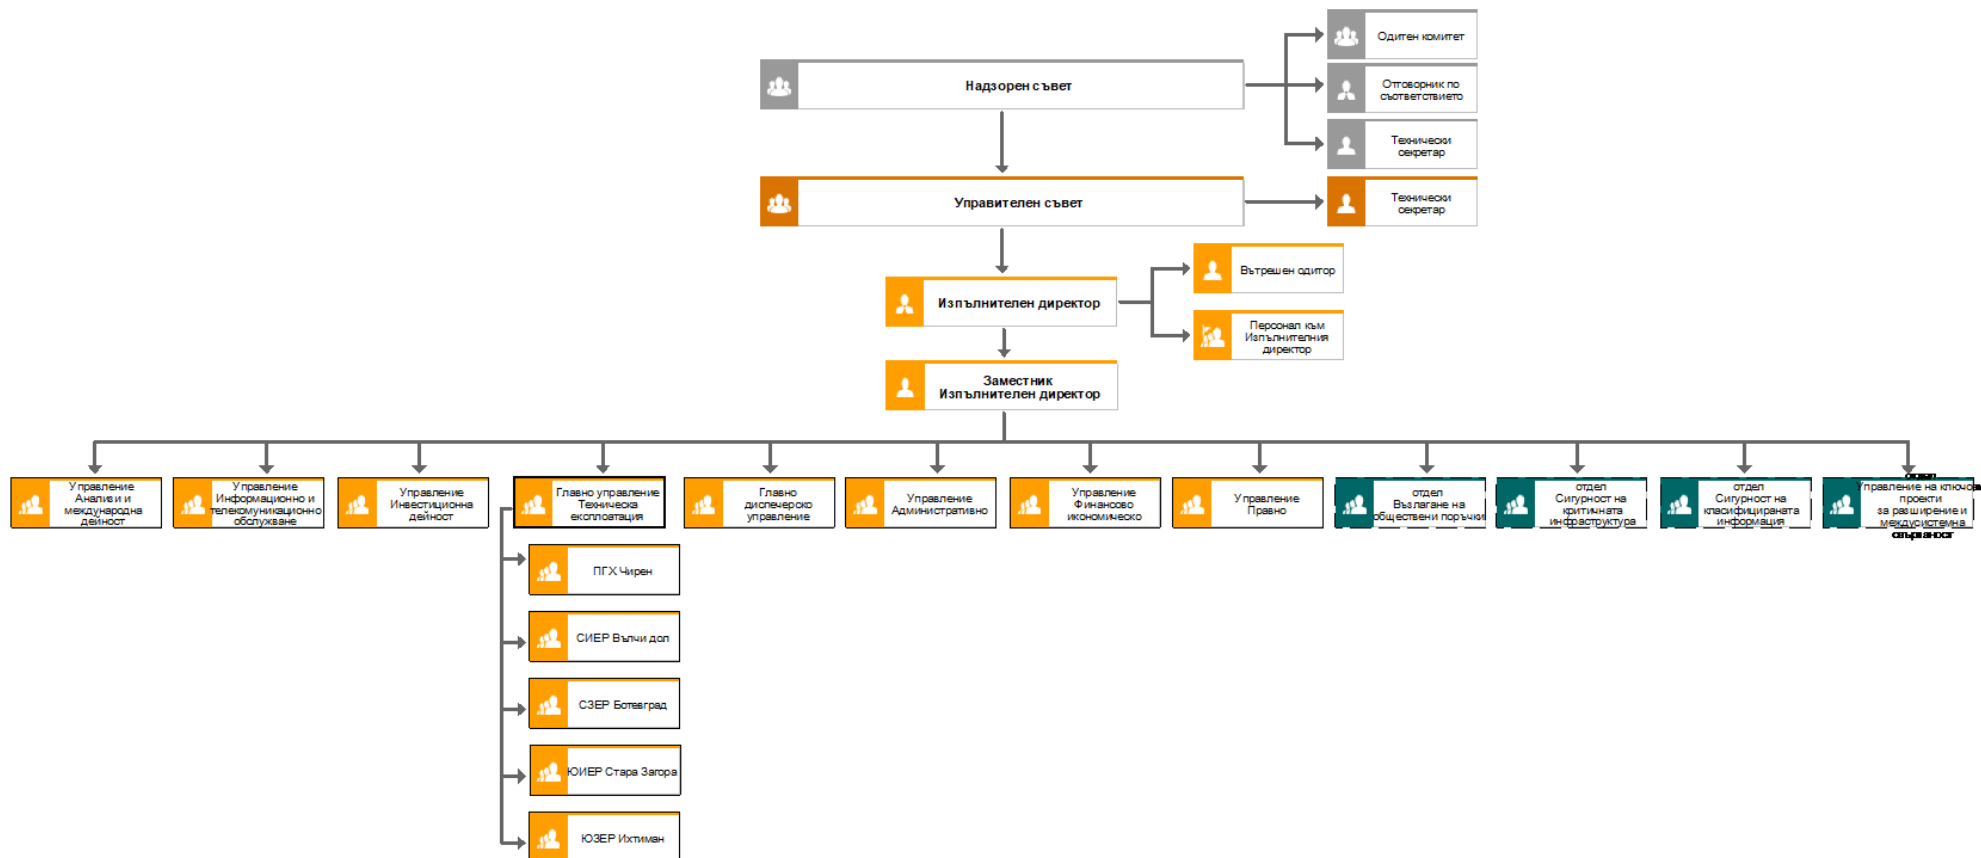 Одитен комитет
Надзорен съвет
Отговорник по
съответствието
Технически
секретар
Управителен съвет
Технически
секретар
Вътрешен одитор
Изпълнителен директор
Персонал към
Изпълнителния
директор
Заместник
Изпълнителен директор
Управление
Анализи и
международна
дейност
Управление
Информационно и
телекомуникационно
обслужване
Управление
Инвестиционна
дейност
Главно управление
Техническа
експлоатация
Главно
диспечерско
управление
Управление
Административно
Управление
Финансово
икономическо
Управление
Правно
отдел
Възлагане на
обществени поръчки
отдел
Сигурност на
критичната
инфраструктура
отдел
Сигурност на
класифицираната
информация
отдел
Управление на ключови
проекти
за разширение и
междусистемна
свързаност
ПГХ Чирен
СИЕР Вълчи дол
СЗЕР Ботевград
ЮИЕР Стара Загора
ЮЗЕР Ихтиман